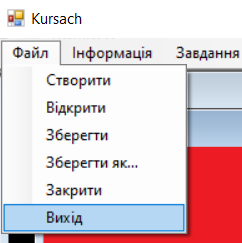 Kursach
Файл Інформація Завдання
Створити
Відкрити
Зберегти
Зберегти як...
Закрити
Вихід